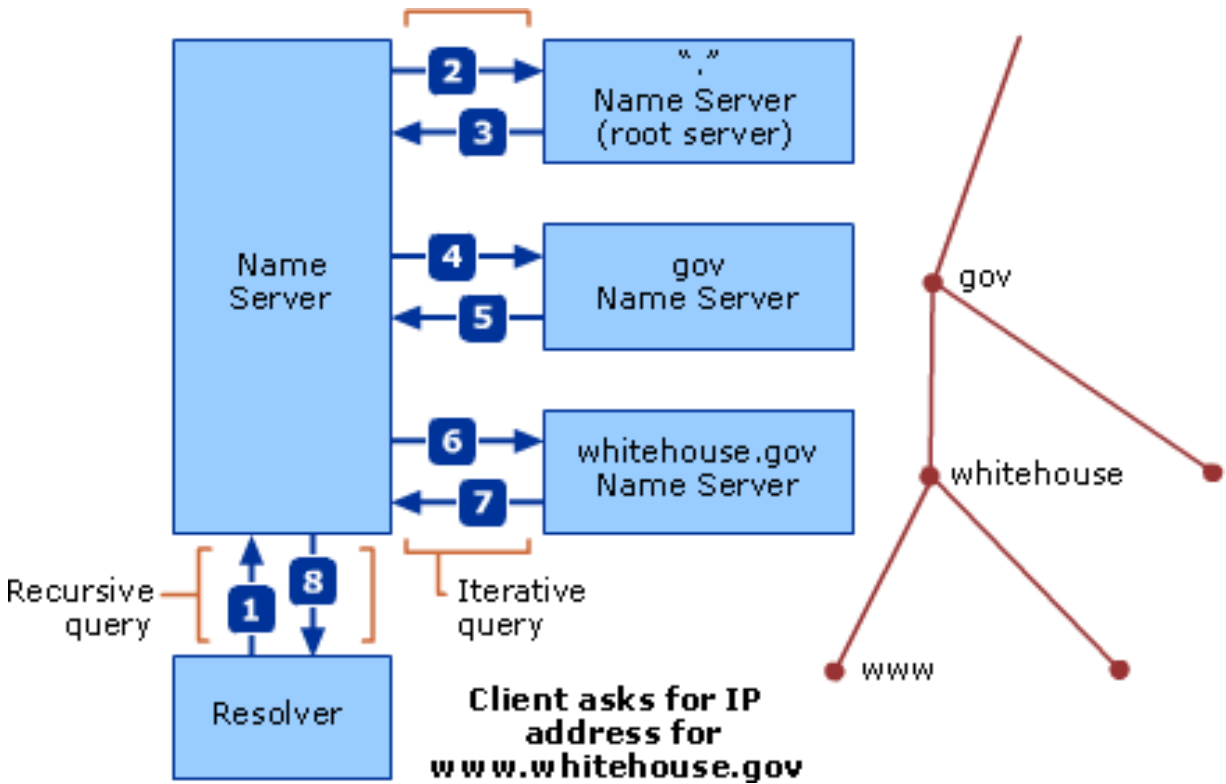 2
"."
Name Server
(root server)
3
Name
Server
4
gov
Name Server
5
gov
6
whitehouse.gov
Name Server
7
whitehouse
Recursive
query
1
8
Iterative
query
www
Resolver
Client asks for IP
address for
www.whitehouse.gov